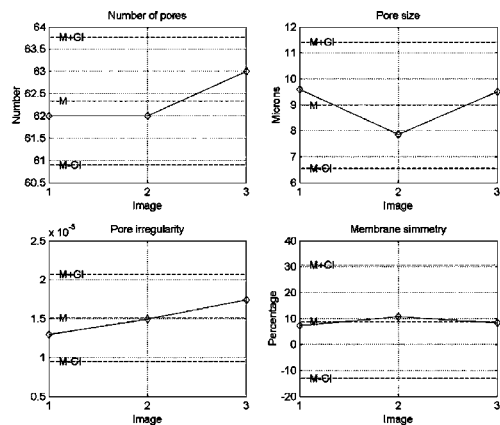 Number of pores
64
63.5
63
62.5
62
61.5
61
60.5
Number
M+CI
M
M-CI
1 2 3
Image
Pore size
12
11
10
9
8
7
6
Microns
M+CI
M
M-CI
1 2 3
Image
Pore irregularity
x 10⁻⁵
2.5
2
1.5
1
0.5
M+CI
M
M-CI
1 2 3
Image
Membrane simmetry
40
30
20
10
0
-10
-20
Percentage
M+CI
M
M-CI
1 2 3
Image